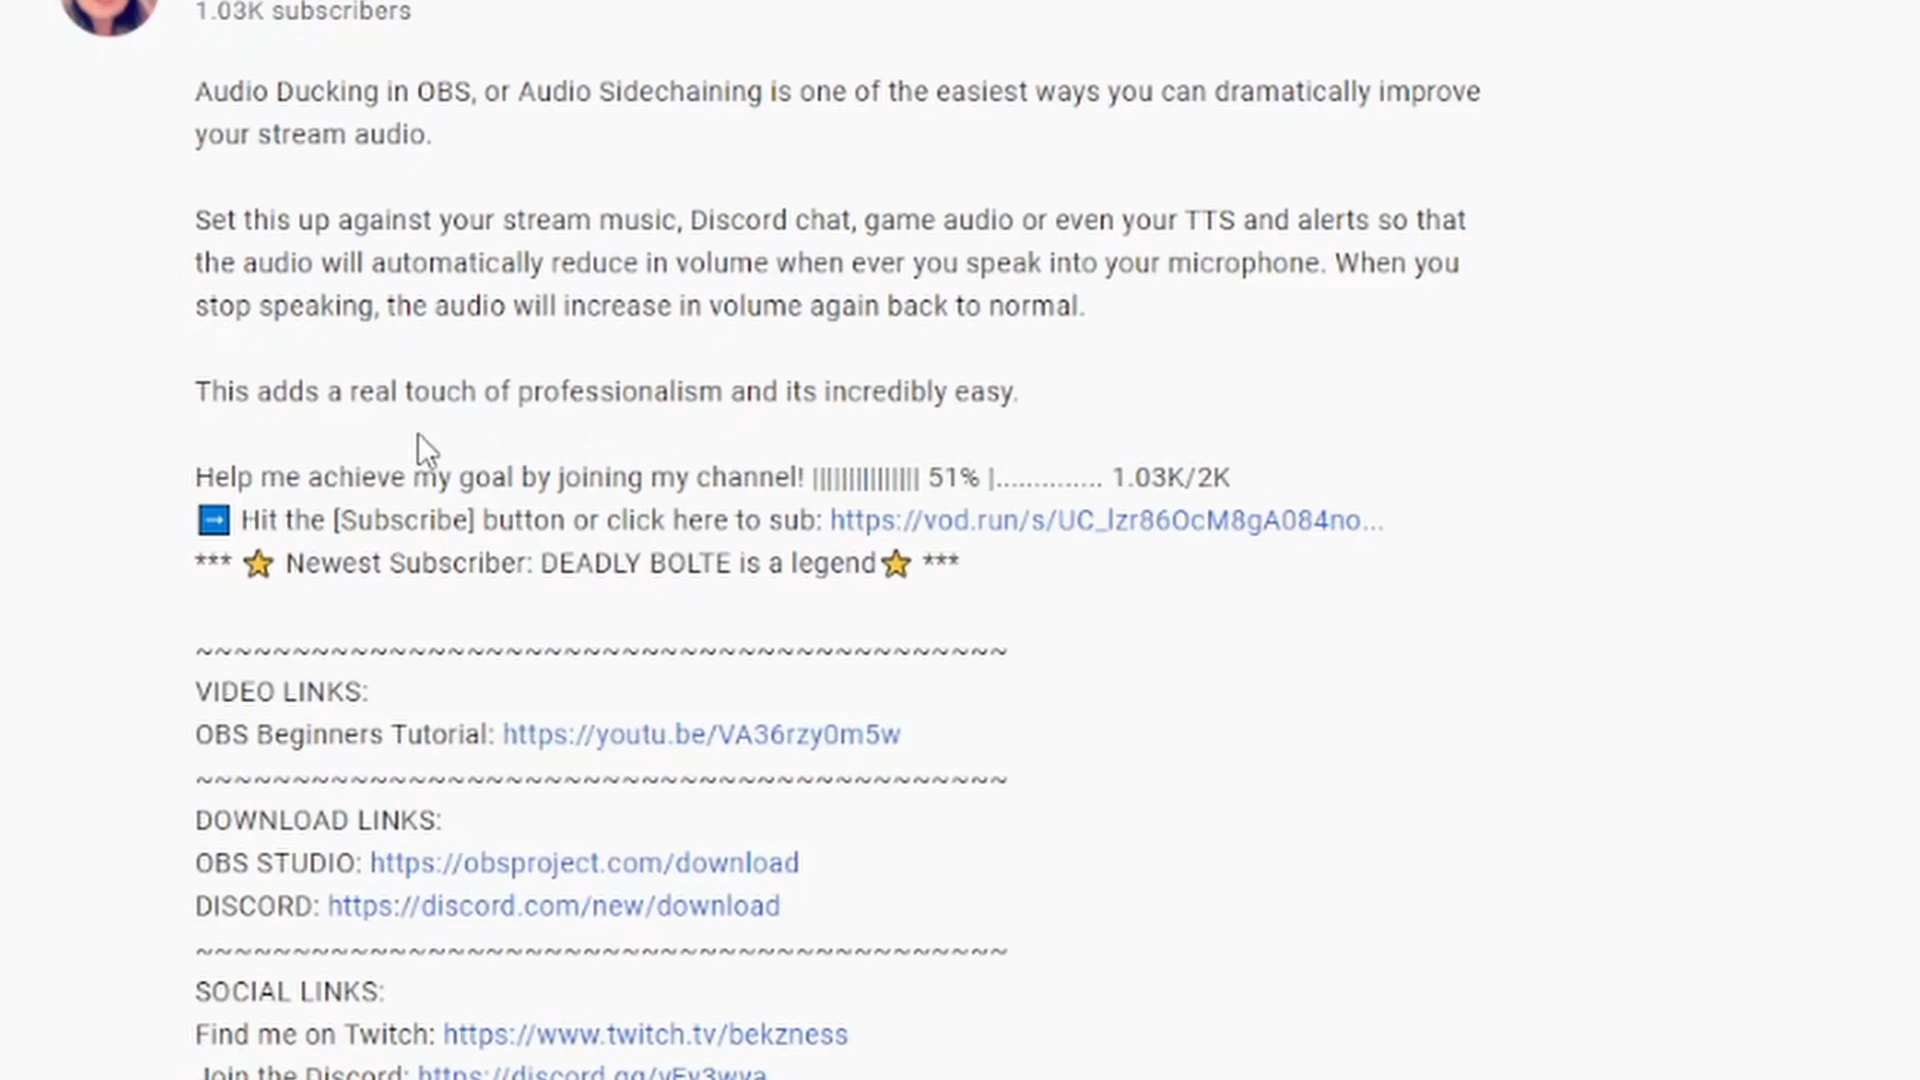 1.03K subscribers
Audio Ducking in OBS, or Audio Sidechaining is one of the easiest ways you can dramatically improve
your stream audio.
Set this up against your stream music, Discord chat, game audio or even your TTS and alerts so that
the audio will automatically reduce in volume when ever you speak into your microphone. When you
stop speaking, the audio will increase in volume again back to normal.
This adds a real touch of professionalism and its incredibly easy.
Help me achieve my goal by joining my channel! ||||||||||||||| 51% |.............. 1.03K/2K
➡ Hit the [Subscribe] button or click here to sub: https://vod.run/s/UC_lzr86OcM8gA084no...
*** ⭐ Newest Subscriber: DEADLY BOLTE is a legend⭐ ***
~~~~~~~~~~~~~~~~~~~~~~~~~~~~~~~~~~~~~~~~~~
VIDEO LINKS:
OBS Beginners Tutorial: https://youtu.be/VA36rzy0m5w
~~~~~~~~~~~~~~~~~~~~~~~~~~~~~~~~~~~~~~~~~~
DOWNLOAD LINKS:
OBS STUDIO: https://obsproject.com/download
DISCORD: https://discord.com/new/download
~~~~~~~~~~~~~~~~~~~~~~~~~~~~~~~~~~~~~~~~~~
SOCIAL LINKS:
Find me on Twitch: https://www.twitch.tv/bekzness
Join the Discord: